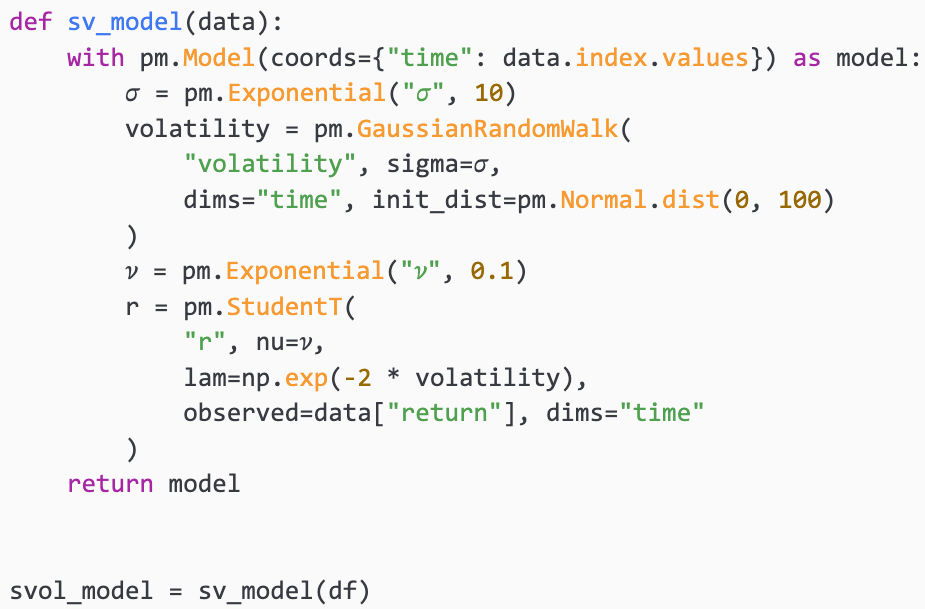 def sv_model(data):
    with pm.Model(coords={"time": data.index.values}) as model:
        σ = pm.Exponential("σ", 10)
        volatility = pm.GaussianRandomWalk(
            "volatility", sigma=σ,
            dims="time", init_dist=pm.Normal.dist(0, 100)
        )
        ν = pm.Exponential("ν", 0.1)
        r = pm.StudentT(
            "r", nu=ν,
            lam=np.exp(-2 * volatility),
            observed=data["return"], dims="time"
        )
    return model
svol_model = sv_model(df)